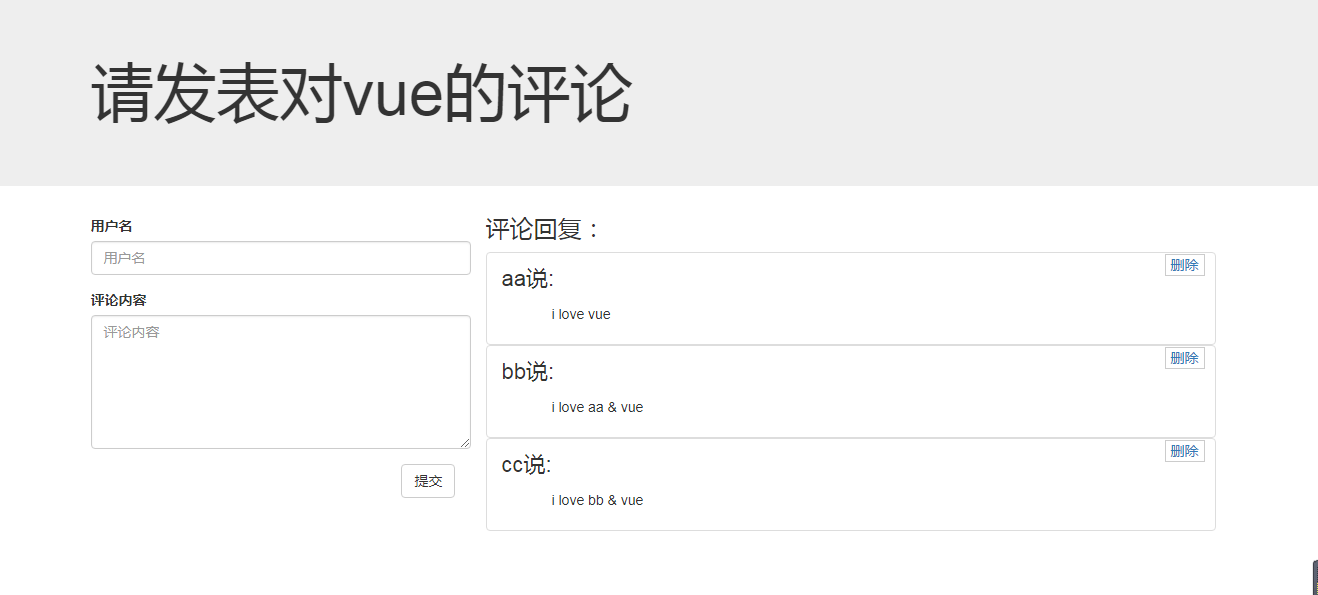 请发表对vue的评论
用户名
用户名
评论内容
评论内容
提交
评论回复：
删除
aa说:
i love vue
删除
bb说:
i love aa & vue
删除
cc说:
i love bb & vue